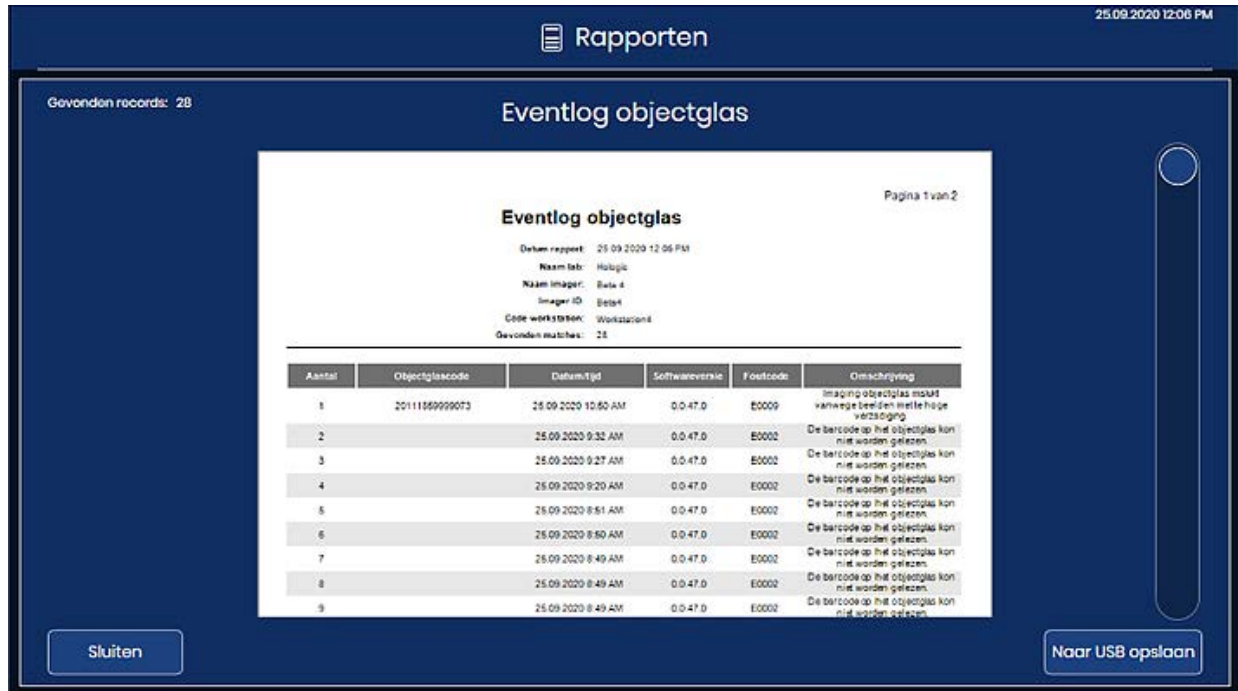 25.09.2020 12:06 PM
Rapporten
Gevonden records: 28
Eventlog objectglas
Pagina 1 van 2
Eventlog objectglas
Datum rapport: 25.09.2020 12:06 PM
Naam lab: Hologic
Naam imager: Beta 4
Imager ID: Beta4
Code workstation: Workstation4
Gevonden matches: 28
Aantal Objectglascode Datum/tijd Softwareversie Foutcode Omschrijving
1 20111869999073 25.09.2020 10:50 AM 0.0.47.0 E0009 Imaging objectglas mislukt
vanwege beelden met te hoge
verzadiging.
2 25.09.2020 9:32 AM 0.0.47.0 E0002 De barcode op het objectglas kon
niet worden gelezen.
3 25.09.2020 9:27 AM 0.0.47.0 E0002 De barcode op het objectglas kon
niet worden gelezen.
4 25.09.2020 9:20 AM 0.0.47.0 E0002 De barcode op het objectglas kon
niet worden gelezen.
5 25.09.2020 8:51 AM 0.0.47.0 E0002 De barcode op het objectglas kon
niet worden gelezen.
6 25.09.2020 8:50 AM 0.0.47.0 E0002 De barcode op het objectglas kon
niet worden gelezen.
7 25.09.2020 8:49 AM 0.0.47.0 E0002 De barcode op het objectglas kon
niet worden gelezen.
8 25.09.2020 8:49 AM 0.0.47.0 E0002 De barcode op het objectglas kon
niet worden gelezen.
9 25.09.2020 8:49 AM 0.0.47.0 E0002 De barcode op het objectglas kon
niet worden gelezen.
Sluiten
Naar USB opslaan